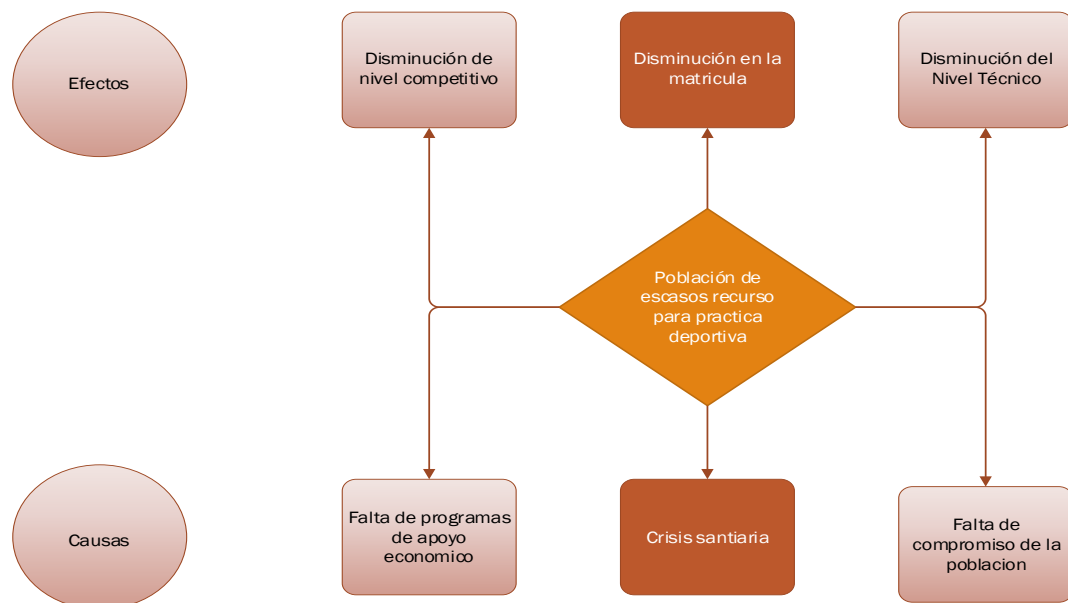 Efectos
Disminución de
nivel competitivo
Disminución en la
matricula
Disminución del
Nivel Técnico
Población de
escasos recurso
para practica
deportiva
Causas
Falta de programas
de apoyo
economico
Crisis santiaria
Falta de
compromiso de la
poblacion